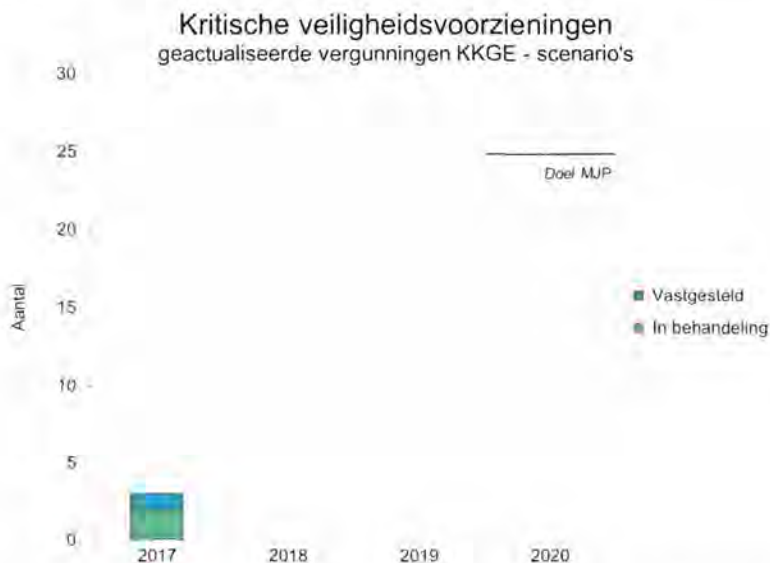 Kritische veiligheidsvoorzieningen
geactualiseerde vergunningen KKGE - scenario's
30
25
Doel MJP
20
15
10
5
0
Aantal
2017 2018 2019 2020
Vastgesteld
In behandeling